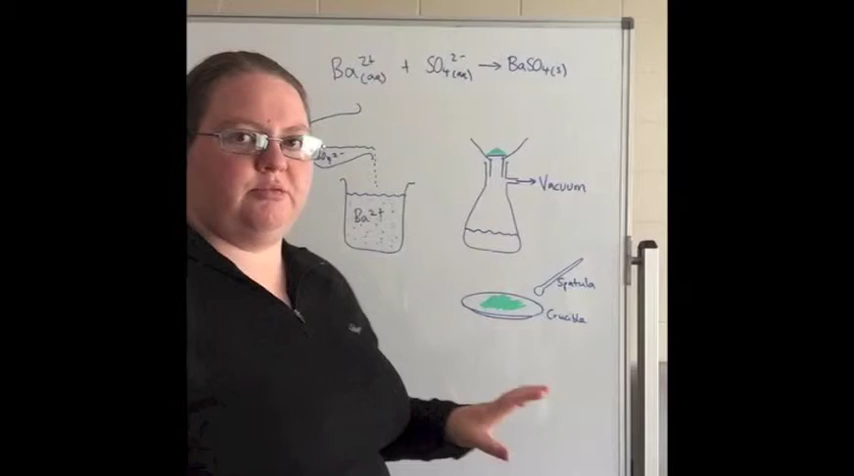 Ba²⁺(aq) + SO₄²⁻(aq) → BaSO₄(s)
Vacuum
Ba²⁺
Spatula
Crucible